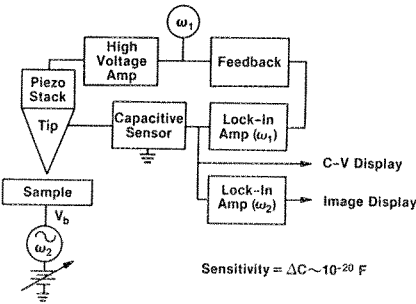 ω₁
High
Voltage
Amp
Feedback
Piezo
Stack
Tip
Capacitive
Sensor
Lock-In
Amp (ω₁)
C-V Display
Sample
Lock-In
Amp (ω₂)
Image Display
V_b
ω₂
Sensitivity = ΔC~10⁻²⁰ F